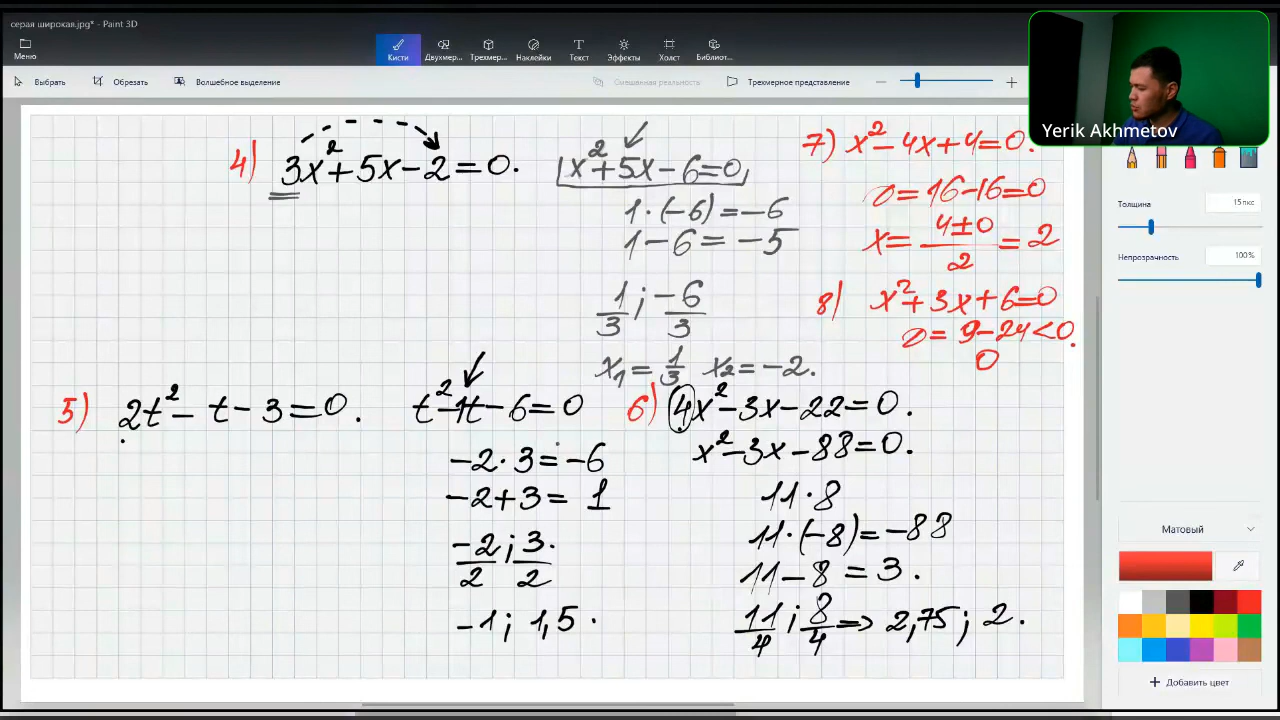 серая широкая.jpg* - Paint 3D
Меню
Кисти
Двухмер...
Трехмер...
Наклейки
Текст
Эффекты
Холст
Библиот...
Выбрать
Обрезать
Волшебное выделение
Смешанная реальность
Трехмерное представление
Yerik Akhmetov
Толщина
15пкс
Непрозрачность
100%
Матовый
Добавить цвет
4) 3x²+5x-2=0.
x²+5x-6=0
1·(-6)=-6
1-6=-5
1/3; -6/3
x₁=1/3 x₂=-2.
7) x²-4x+4=0.
D=16-16=0
x=(4±0)/2=2
8) x²+3x+6=0
D=9-24<0.
0
5) 2t²-t-3=0.
t²-1t-6=0
-2·3=-6
-2+3=1
-2/2; 3/2.
-1; 1,5.
6) 4x²-3x-22=0.
x²-3x-88=0.
11·8
11·(-8)=-88
11-8=3.
11/4; 8/4 => 2,75; 2.